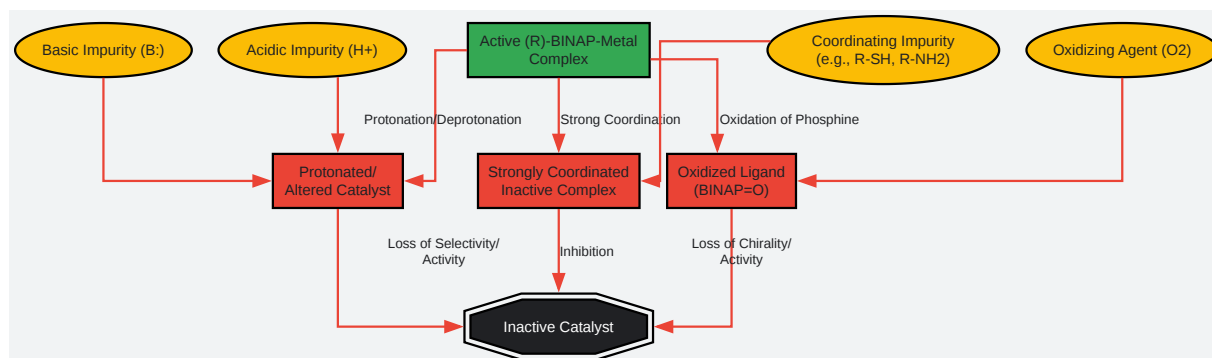 Basic Impurity (B:)
Acidic Impurity (H+)
Active (R)-BINAP-Metal
Complex
Coordinating Impurity
(e.g., R-SH, R-NH2)
Oxidizing Agent (O2)
Protonation/Deprotonation
Strong Coordination
Oxidation of Phosphine
Protonated/
Altered Catalyst
Strongly Coordinated
Inactive Complex
Oxidized Ligand
(BINAP=O)
Loss of Selectivity/
Activity
Inhibition
Loss of Chirality/
Activity
Inactive Catalyst